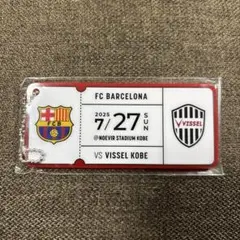 FC BARCELONA
FCB
2025
7/27 SUN
@NOEVIR STADIUM KOBE
VISSEL
VS VISSEL KOBE